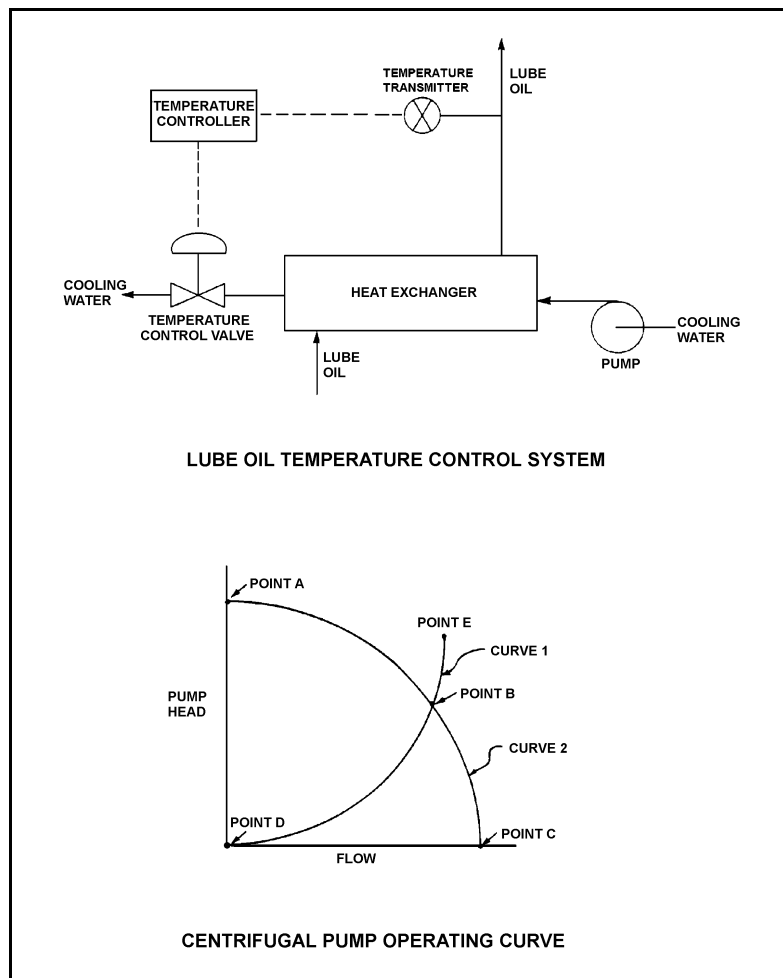 TEMPERATURE
TRANSMITTER
LUBE
OIL
TEMPERATURE
CONTROLLER
COOLING
WATER
TEMPERATURE
CONTROL VALVE
HEAT EXCHANGER
LUBE
OIL
COOLING
WATER
PUMP
LUBE OIL TEMPERATURE CONTROL SYSTEM
POINT A
POINT E
CURVE 1
PUMP
HEAD
POINT B
CURVE 2
POINT D
POINT C
FLOW
CENTRIFUGAL PUMP OPERATING CURVE